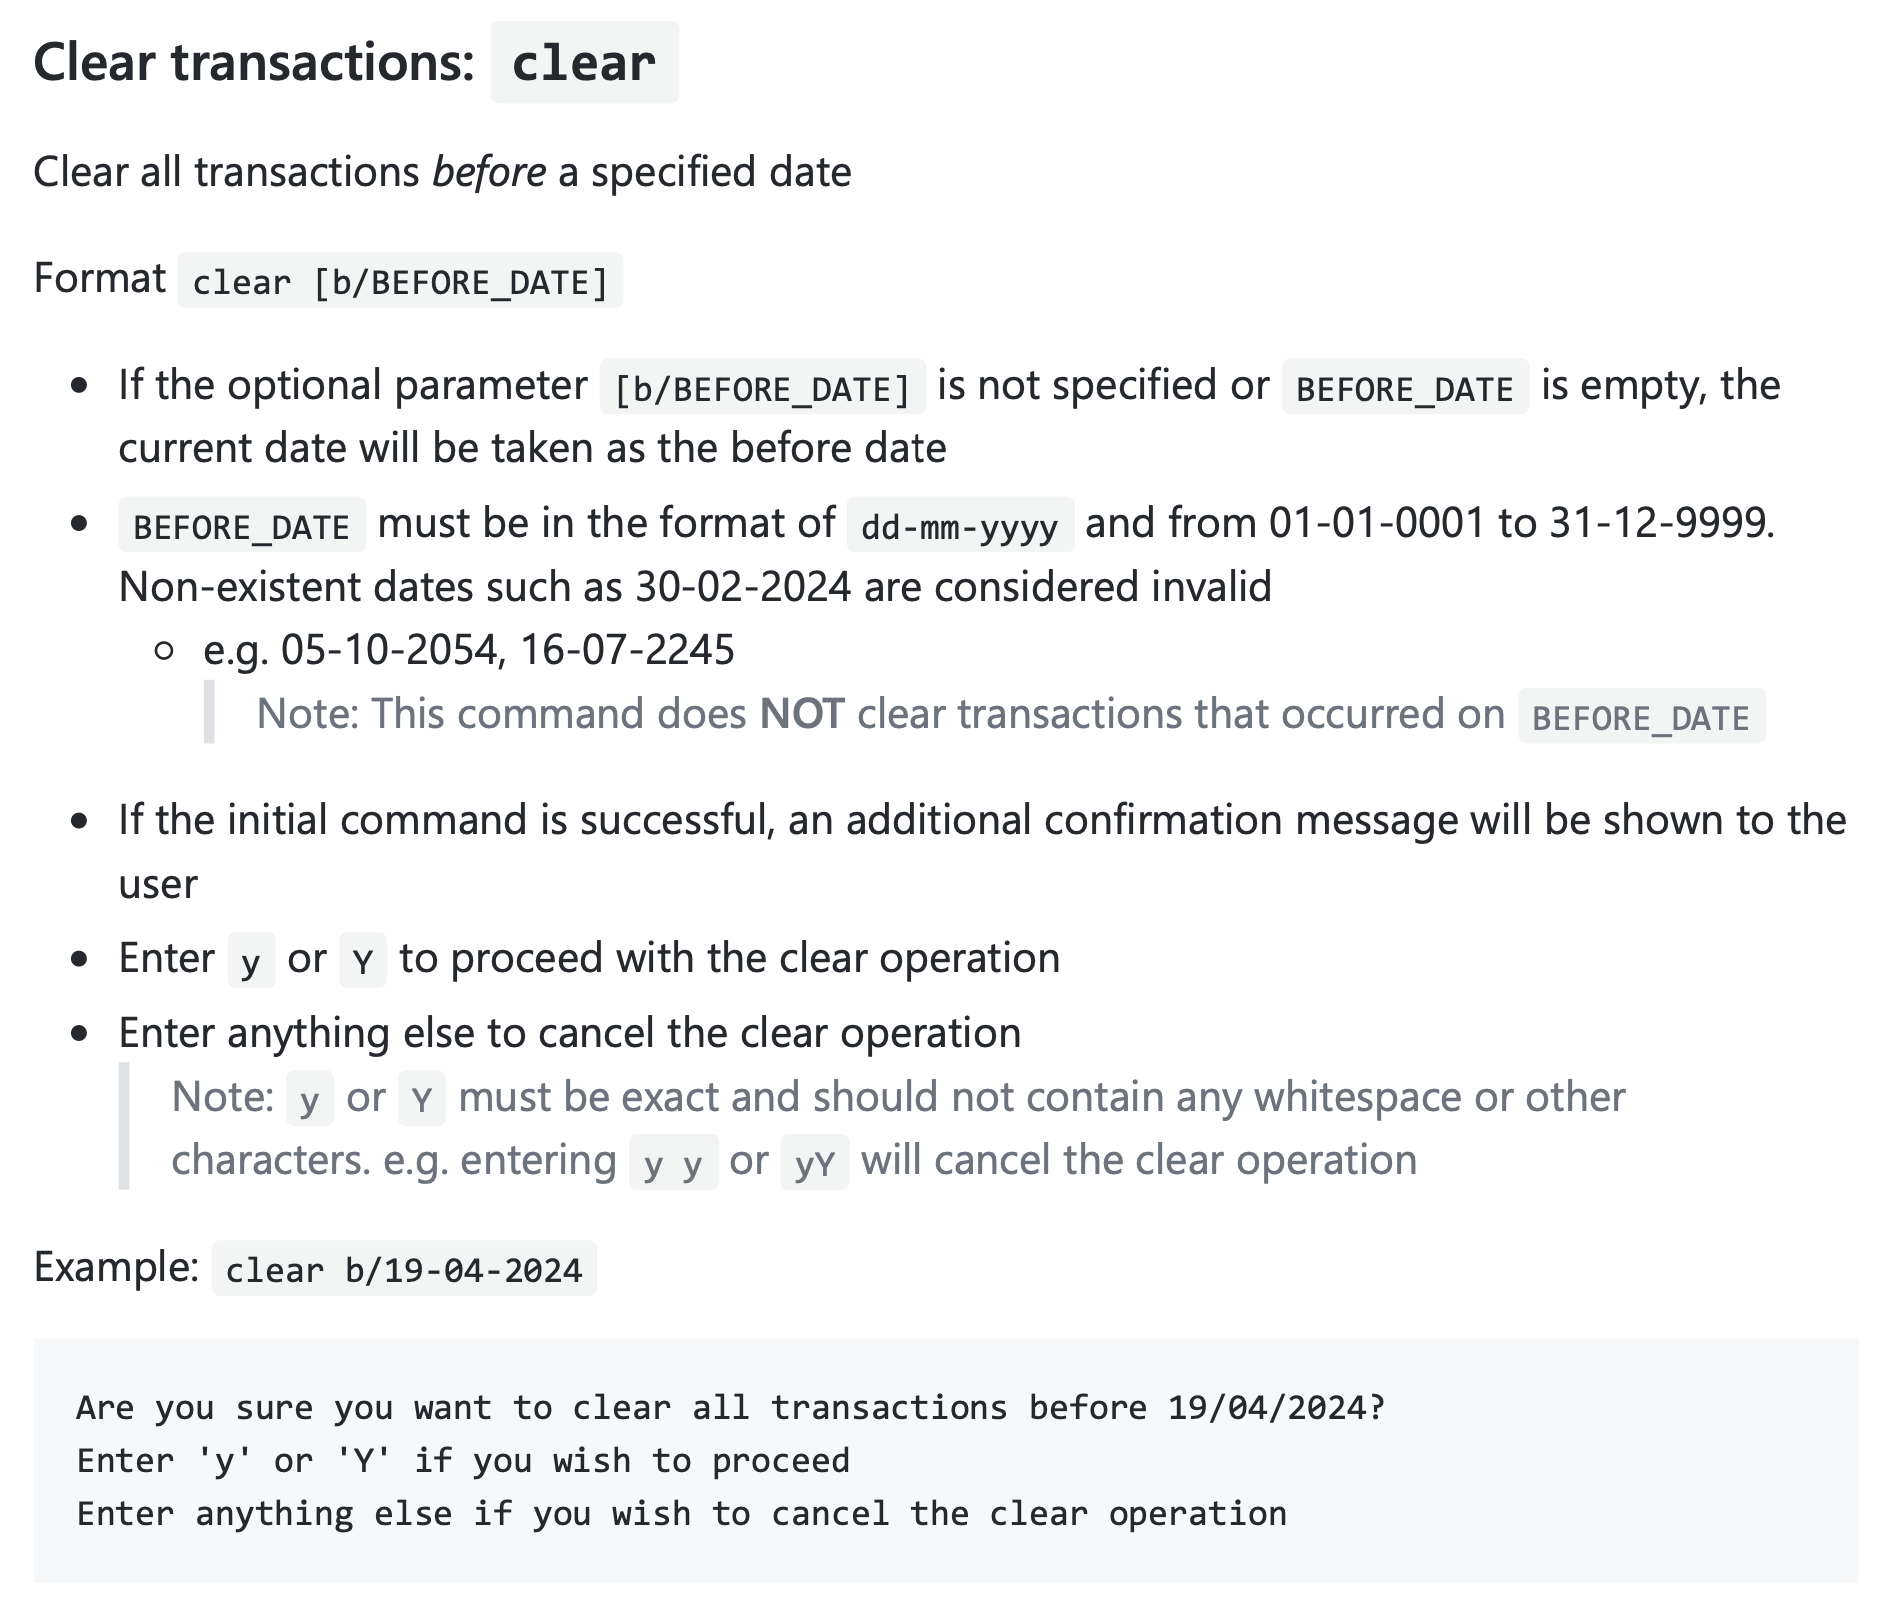 Clear transactions: clear
Clear all transactions before a specified date
Format clear [b/BEFORE_DATE]
If the optional parameter [b/BEFORE_DATE] is not specified or BEFORE_DATE is empty, the
current date will be taken as the before date
BEFORE_DATE must be in the format of dd-mm-yyyy and from 01-01-0001 to 31-12-9999.
Non-existent dates such as 30-02-2024 are considered invalid
e.g. 05-10-2054, 16-07-2245
Note: This command does NOT clear transactions that occurred on BEFORE_DATE
If the initial command is successful, an additional confirmation message will be shown to the
user
Enter y or Y to proceed with the clear operation
Enter anything else to cancel the clear operation
Note: y or Y must be exact and should not contain any whitespace or other
characters. e.g. entering y y or yY will cancel the clear operation
Example: clear b/19-04-2024
Are you sure you want to clear all transactions before 19/04/2024?
Enter 'y' or 'Y' if you wish to proceed
Enter anything else if you wish to cancel the clear operation